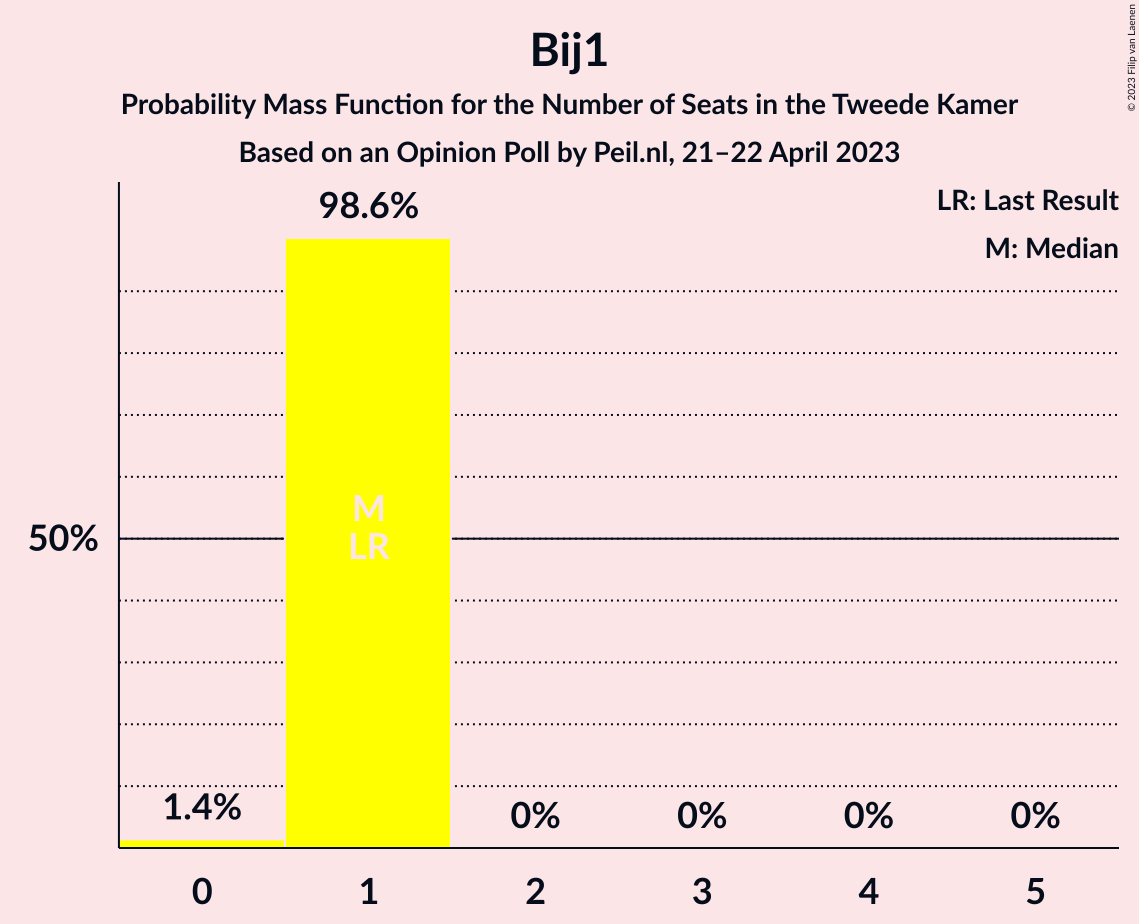 Bij1
Probability Mass Function for the Number of Seats in the Tweede Kamer
Based on an Opinion Poll by Peil.nl, 21–22 April 2023
© 2023 Filip van Laenen
LR: Last Result
M: Median
98.6%
M
LR
50%
1.4%
0%
0%
0%
0%
0
1
2
3
4
5